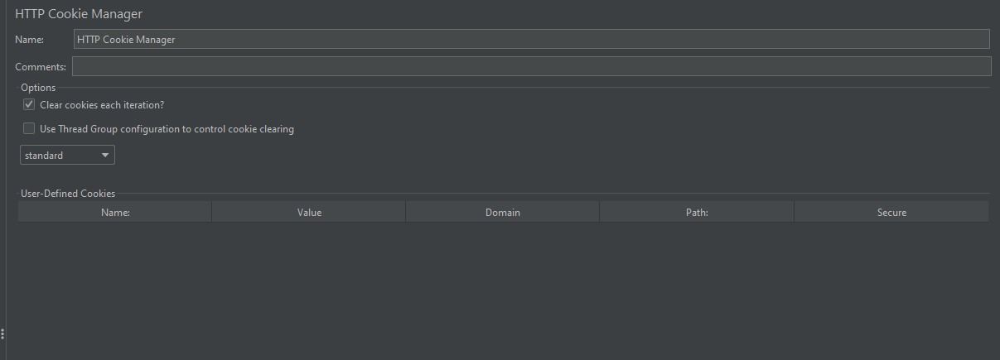 HTTP Cookie Manager
Name: HTTP Cookie Manager
Comments:
Options
Clear cookies each iteration?
Use Thread Group configuration to control cookie clearing
standard
User-Defined Cookies
Name: Value Domain Path: Secure